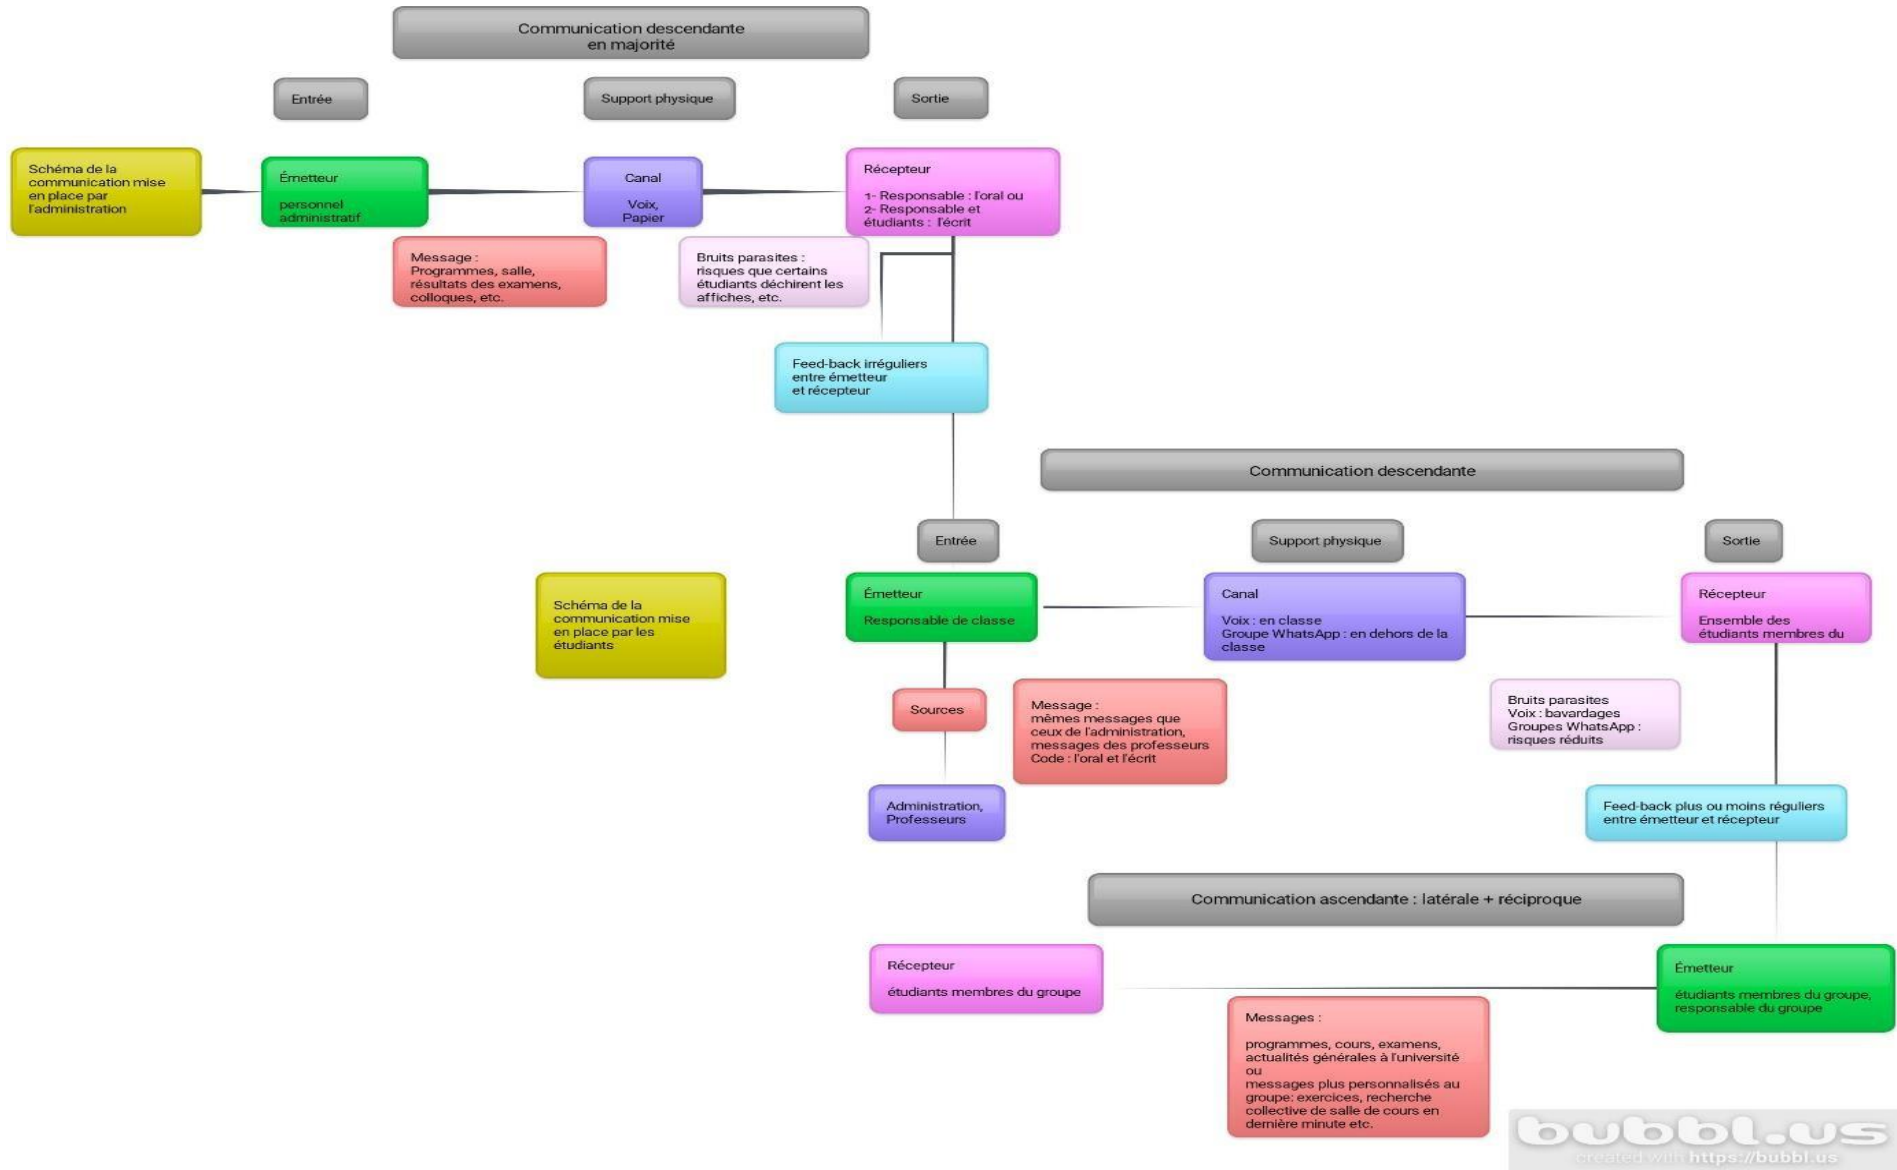 Communication descendante
en majorité
Entrée
Support physique
Sortie
Schéma de la
communication mise
en place par
l'administration
Émetteur
personnel
administratif
Canal
Voix,
Papier
Récepteur
1- Responsable : l'oral ou
2- Responsable et
étudiants : l'écrit
Message :
Programmes, salle,
résultats des examens,
colloques, etc.
Bruits parasites :
risques que certains
étudiants déchirent les
affiches, etc.
Feed-back irréguliers
entre émetteur
et récepteur
Communication descendante
Entrée
Support physique
Sortie
Schéma de la
communication mise
en place par les
étudiants
Émetteur
Responsable de classe
Canal
Voix : en classe
Groupe WhatsApp : en dehors de la
classe
Récepteur
Ensemble des
étudiants membres du
Sources
Message :
mêmes messages que
ceux de l'administration,
messages des professeurs
Code : l'oral et l'écrit
Bruits parasites
Voix : bavardages
Groupes WhatsApp :
risques réduits
Administration,
Professeurs
Feed-back plus ou moins réguliers
entre émetteur et récepteur
Communication ascendante : latérale + réciproque
Récepteur
étudiants membres du groupe
Émetteur
étudiants membres du groupe,
responsable du groupe
Messages :
programmes, cours, examens,
actualités générales à l'université
ou
messages plus personnalisés au
groupe: exercices, recherche
collective de salle de cours en
dernière minute etc.
bubbl.us
created with https://bubbl.us